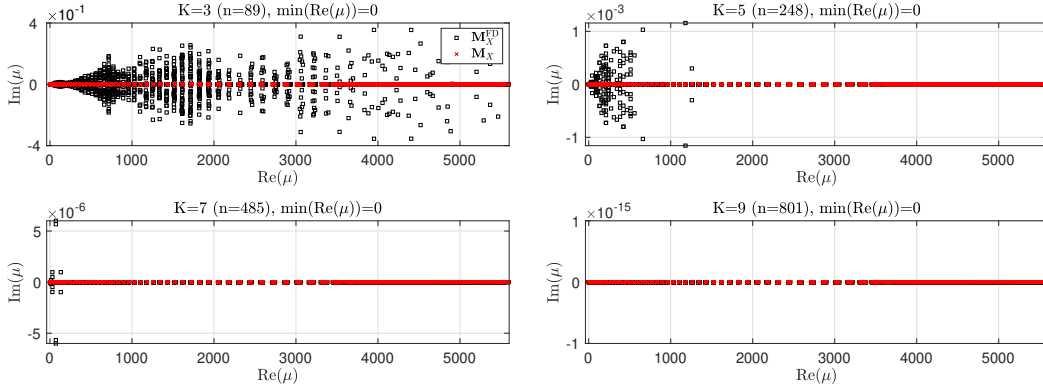 K=3 (n=89), min(Re(μ))=0
×10⁻¹
4
0
-4
Im(μ)
M_X^FD
M_X
0 1000 2000 3000 4000 5000
Re(μ)
K=5 (n=248), min(Re(μ))=0
×10⁻³
1
0
-1
Im(μ)
0 1000 2000 3000 4000 5000
Re(μ)
K=7 (n=485), min(Re(μ))=0
×10⁻⁶
5
0
-5
Im(μ)
0 1000 2000 3000 4000 5000
Re(μ)
K=9 (n=801), min(Re(μ))=0
×10⁻¹⁵
1
0
-1
Im(μ)
0 1000 2000 3000 4000 5000
Re(μ)